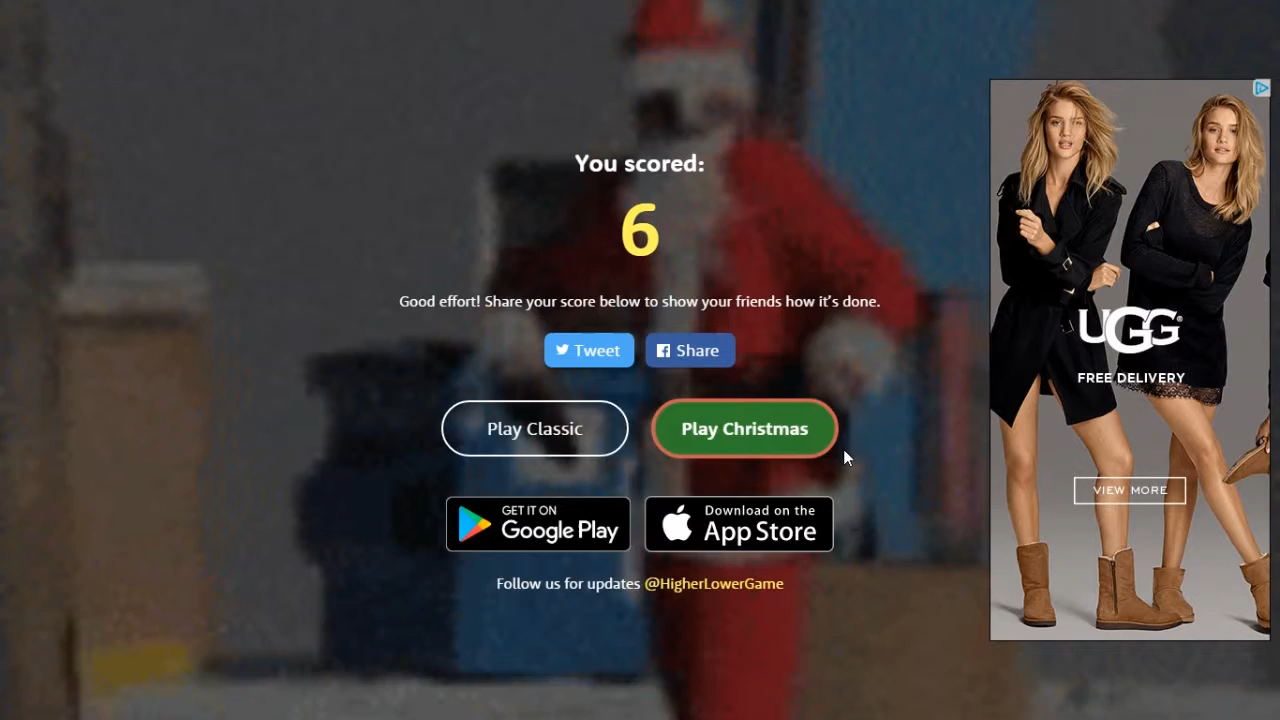 You scored:
6
Good effort! Share your score below to show your friends how it's done.
Tweet
Share
Play Classic
Play Christmas
GET IT ON
Google Play
Download on the
App Store
Follow us for updates @HigherLowerGame
UGG®
FREE DELIVERY
VIEW MORE